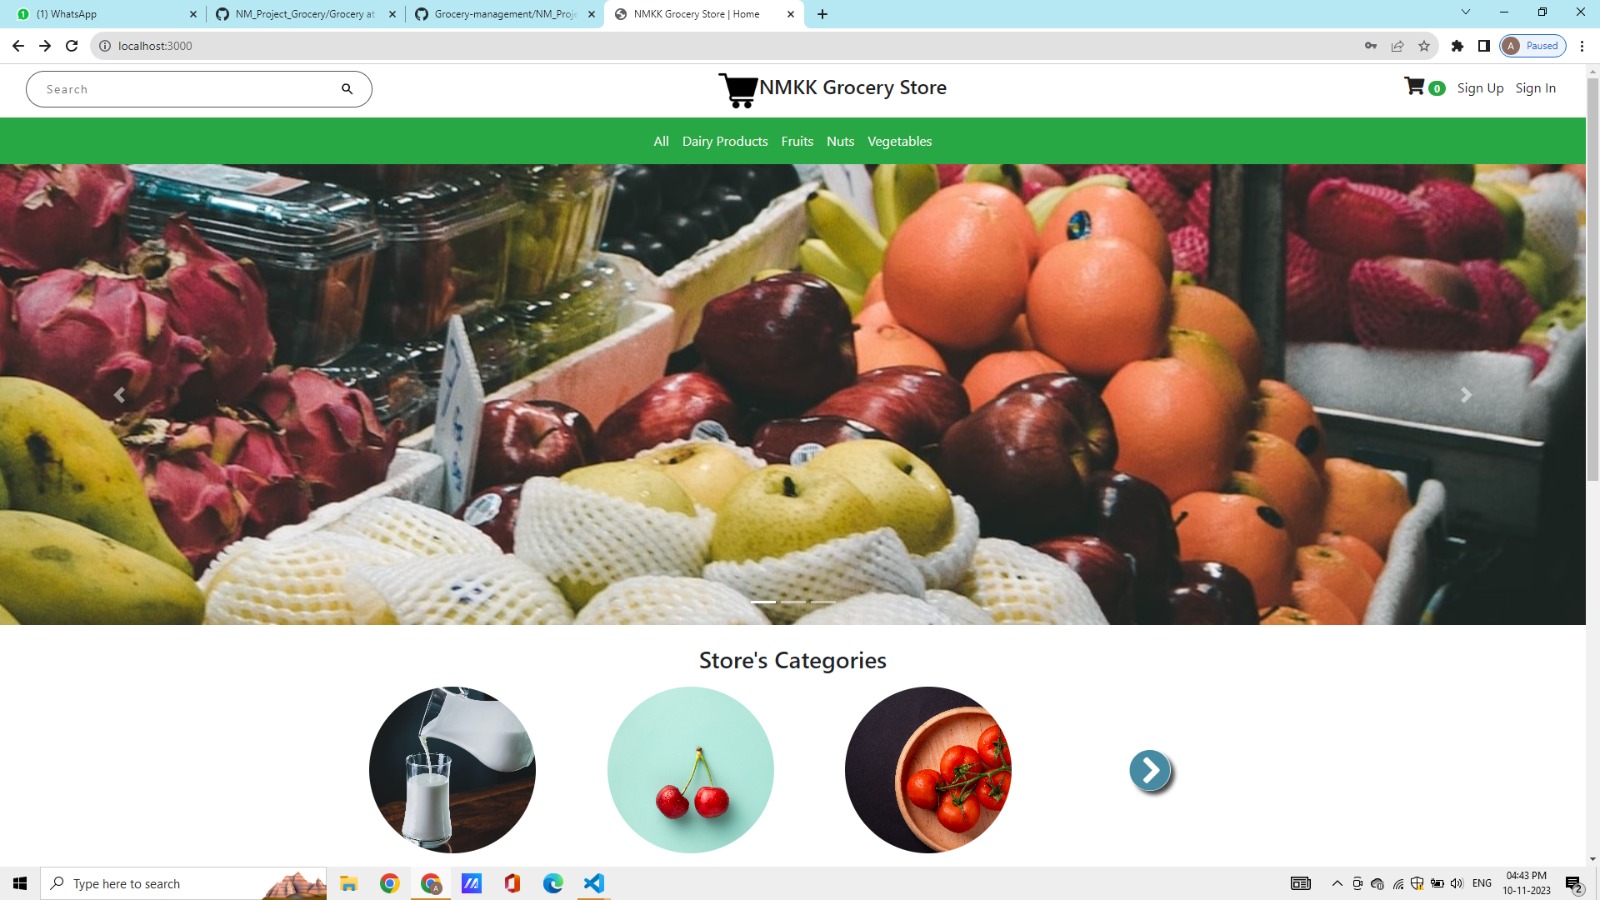 (1) WhatsApp
NM_Project_Grocery/Grocery at
Grocery-management/NM_Proje
NMKK Grocery Store | Home
localhost:3000
A Paused
Search
NMKK Grocery Store
0 Sign Up Sign In
All Dairy Products Fruits Nuts Vegetables
Store's Categories
Type here to search
ENG
04:43 PM
10-11-2023
2